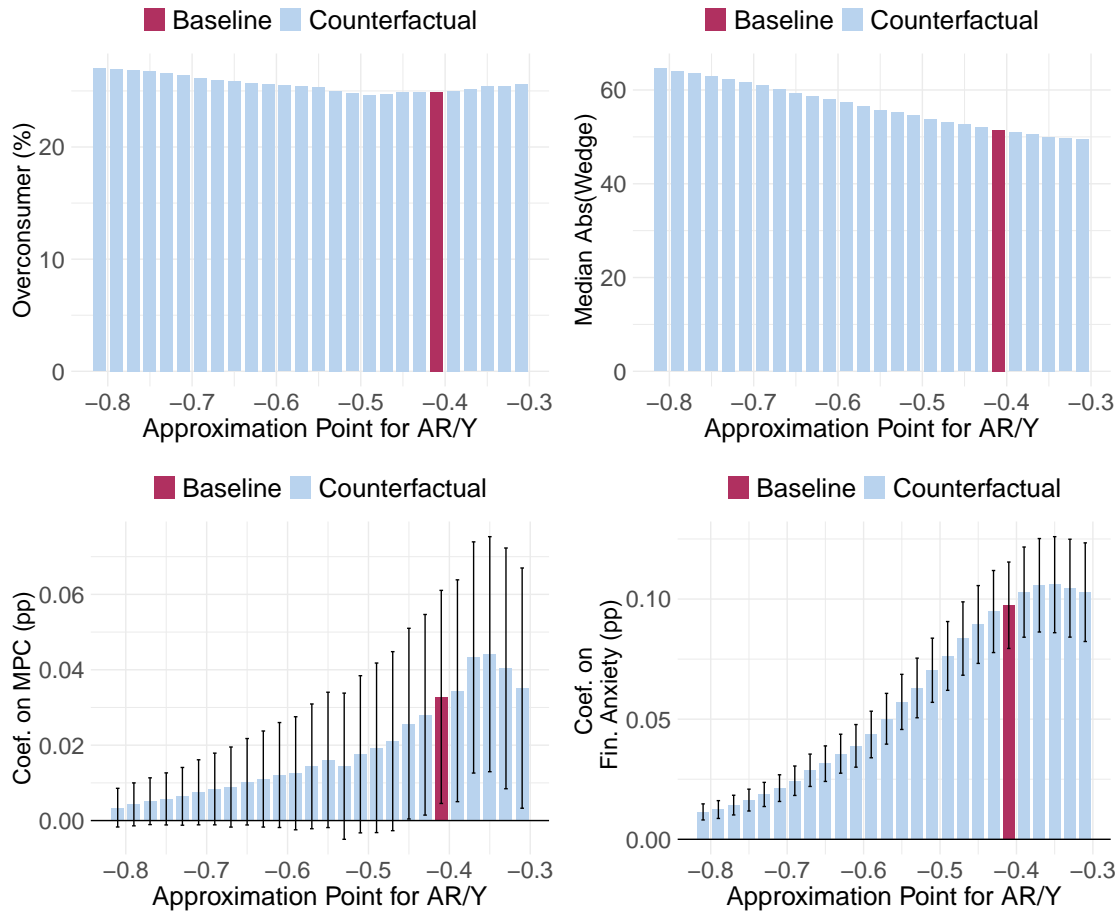 Baseline Counterfactual
Overconsumer (%)
20
10
0
−0.8 −0.7 −0.6 −0.5 −0.4 −0.3
Approximation Point for AR/Y
Baseline Counterfactual
Median Abs(Wedge)
60
40
20
0
−0.8 −0.7 −0.6 −0.5 −0.4 −0.3
Approximation Point for AR/Y
Baseline Counterfactual
Coef. on MPC (pp)
0.06
0.04
0.02
0.00
−0.8 −0.7 −0.6 −0.5 −0.4 −0.3
Approximation Point for AR/Y
Baseline Counterfactual
Coef. on
Fin. Anxiety (pp)
0.10
0.05
0.00
−0.8 −0.7 −0.6 −0.5 −0.4 −0.3
Approximation Point for AR/Y